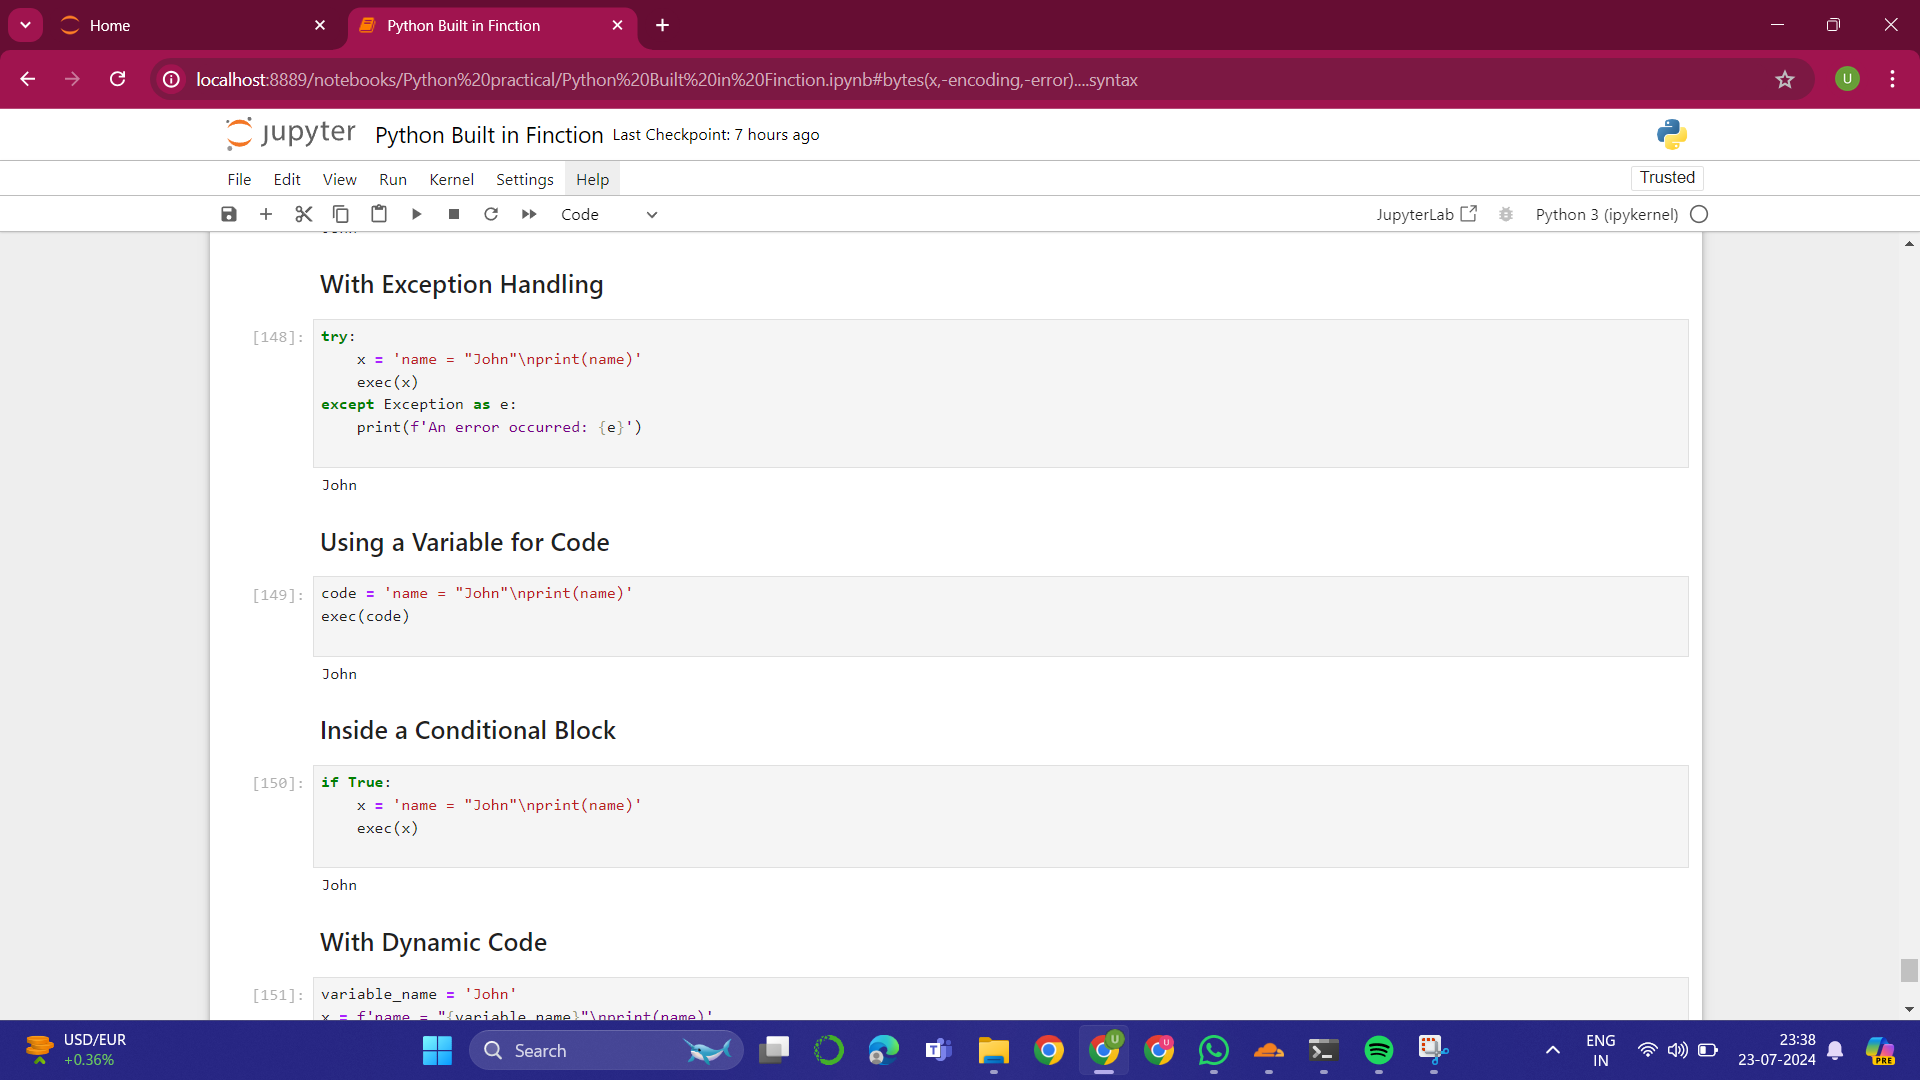 Home
Python Built in Finction
localhost:8889/notebooks/Python%20practical/Python%20Built%20in%20Finction.ipynb#bytes(x,-encoding,-error)....syntax
U
jupyter Python Built in Finction Last Checkpoint: 7 hours ago
File Edit View Run Kernel Settings Help
Trusted
Code
JupyterLab
Python 3 (ipykernel)
John
With Exception Handling
[148]:
try:
    x = 'name = "John"\nprint(name)'
    exec(x)
except Exception as e:
    print(f'An error occurred: {e}')
John
Using a Variable for Code
[149]:
code = 'name = "John"\nprint(name)'
exec(code)
John
Inside a Conditional Block
[150]:
if True:
    x = 'name = "John"\nprint(name)'
    exec(x)
John
With Dynamic Code
[151]:
variable_name = 'John'
x = f'name = "{variable_name}"\nprint(name)'
USD/EUR
+0.36%
Search
ENG
IN
23:38
23-07-2024
PRE